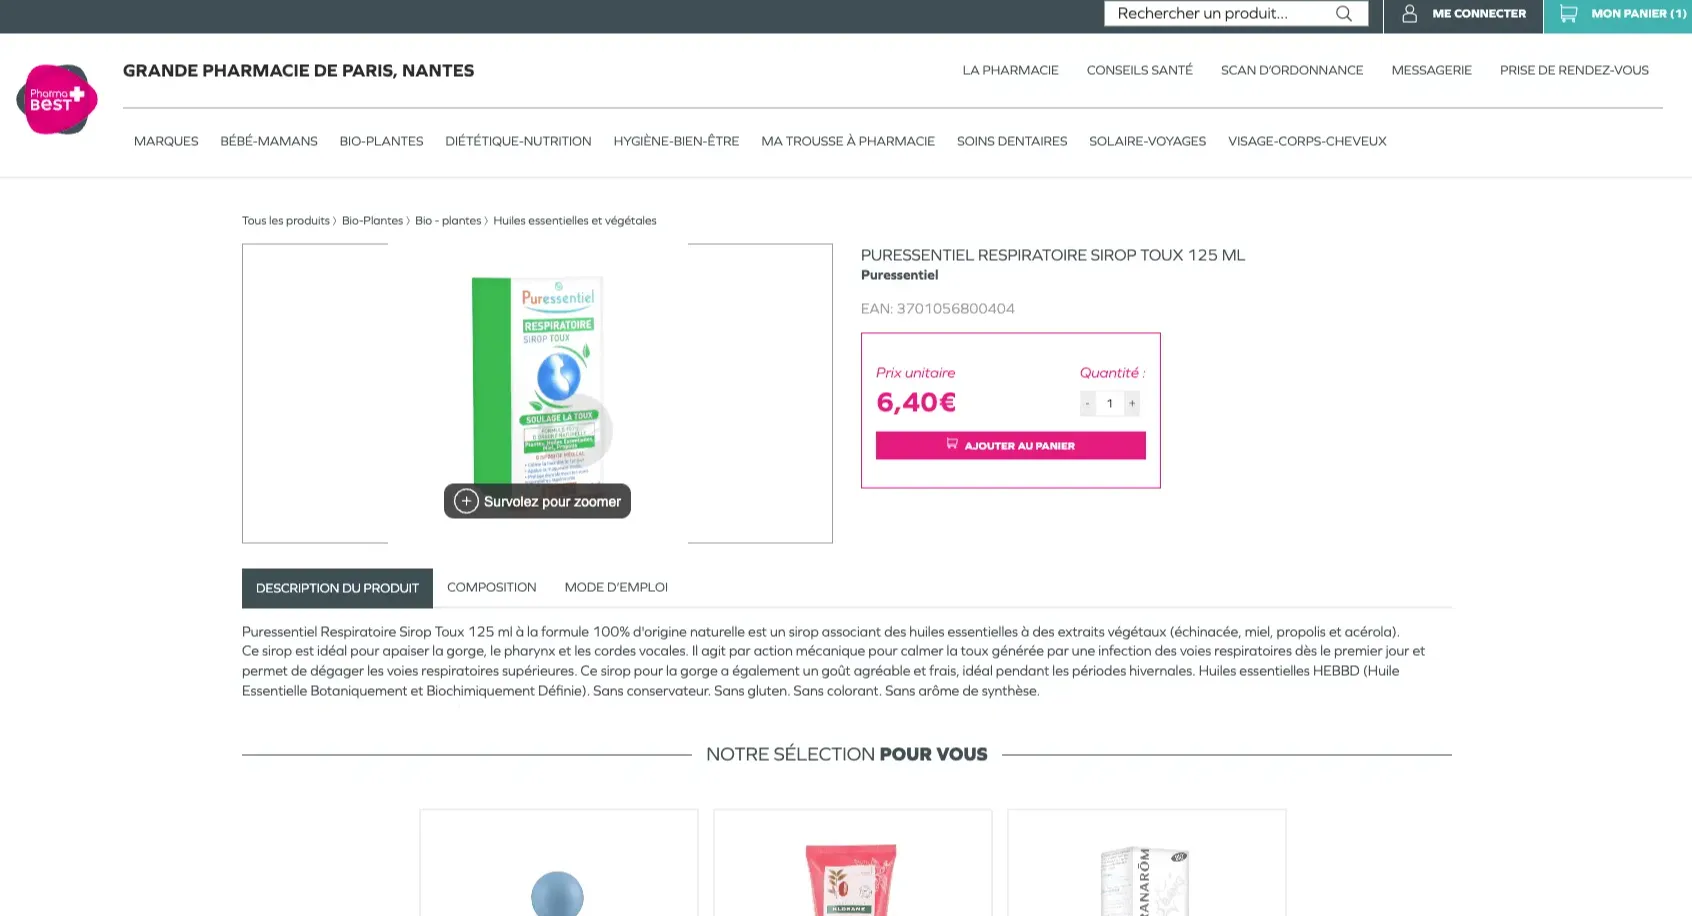 Rechercher un produit...
ME CONNECTER
MON PANIER (1)
Pharma
BEST
GRANDE PHARMACIE DE PARIS, NANTES
LA PHARMACIE
CONSEILS SANTÉ
SCAN D'ORDONNANCE
MESSAGERIE
PRISE DE RENDEZ-VOUS
MARQUES
BÉBÉ-MAMANS
BIO-PLANTES
DIÉTÉTIQUE-NUTRITION
HYGIÈNE-BIEN-ÊTRE
MA TROUSSE À PHARMACIE
SOINS DENTAIRES
SOLAIRE-VOYAGES
VISAGE-CORPS-CHEVEUX
Tous les produits 〉 Bio-Plantes 〉 Bio - plantes 〉 Huiles essentielles et végétales
Puressentiel
RESPIRATOIRE
SIROP TOUX
SOULAGE LA TOUX
Survolez pour zoomer
PURESSENTIEL RESPIRATOIRE SIROP TOUX 125 ML
Puressentiel
EAN: 3701056800404
Prix unitaire
Quantité :
6,40€
- 1 +
AJOUTER AU PANIER
DESCRIPTION DU PRODUIT
COMPOSITION
MODE D'EMPLOI
Puressentiel Respiratoire Sirop Toux 125 ml à la formule 100% d'origine naturelle est un sirop associant des huiles essentielles à des extraits végétaux (échinacée, miel, propolis et acérola).
Ce sirop est idéal pour apaiser la gorge, le pharynx et les cordes vocales. Il agit par action mécanique pour calmer la toux générée par une infection des voies respiratoires dès le premier jour et
permet de dégager les voies respiratoires supérieures. Ce sirop pour la gorge a également un goût agréable et frais, idéal pendant les périodes hivernales. Huiles essentielles HEBBD (Huile
Essentielle Botaniquement et Biochimiquement Définie). Sans conservateur. Sans gluten. Sans colorant. Sans arôme de synthèse.
NOTRE SÉLECTION POUR VOUS
KLORANE
RANARÔM